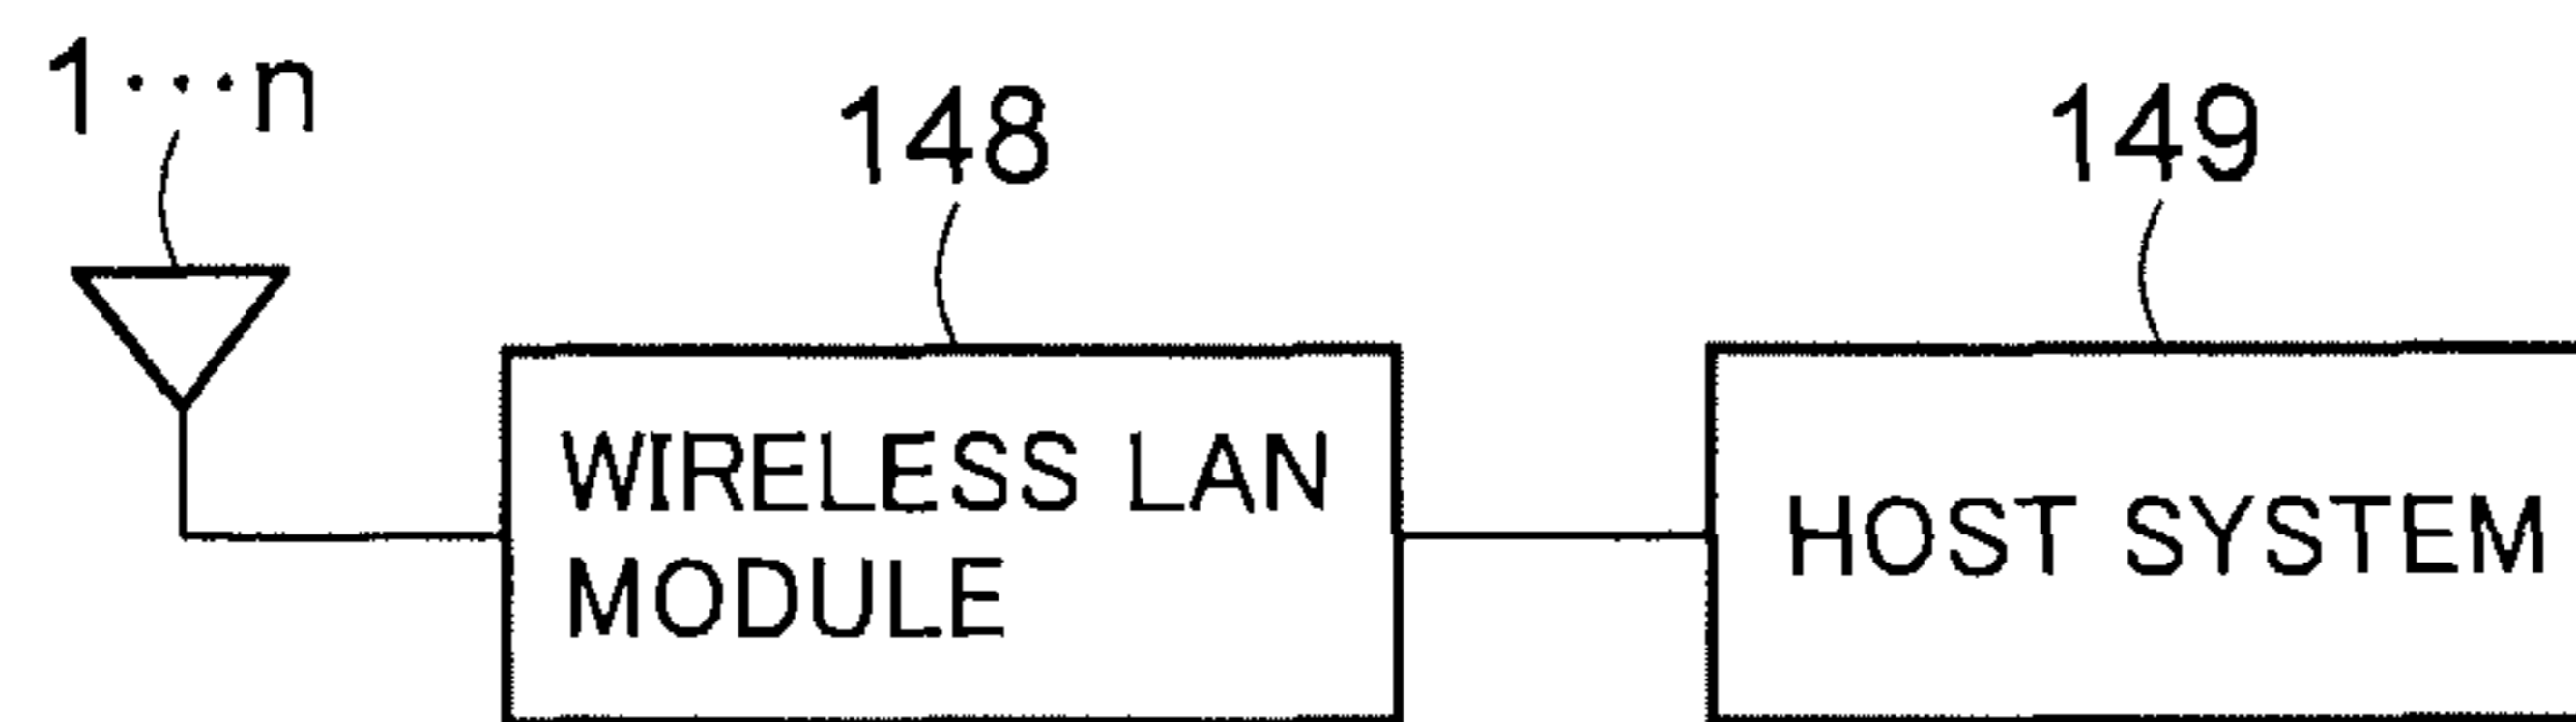 1···n
148
149
WIRELESS LAN
MODULE
HOST SYSTEM